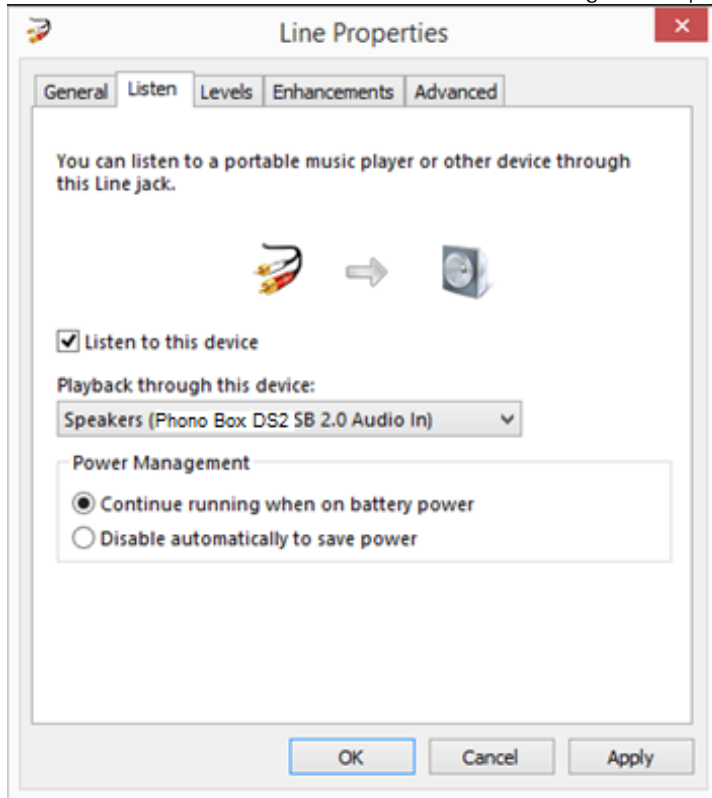 Line Properties
General Listen Levels Enhancements Advanced
You can listen to a portable music player or other device through
this Line jack.
Listen to this device
Playback through this device:
Speakers (Phono Box DS2 SB 2.0 Audio In)
Power Management
Continue running when on battery power
Disable automatically to save power
OK Cancel Apply